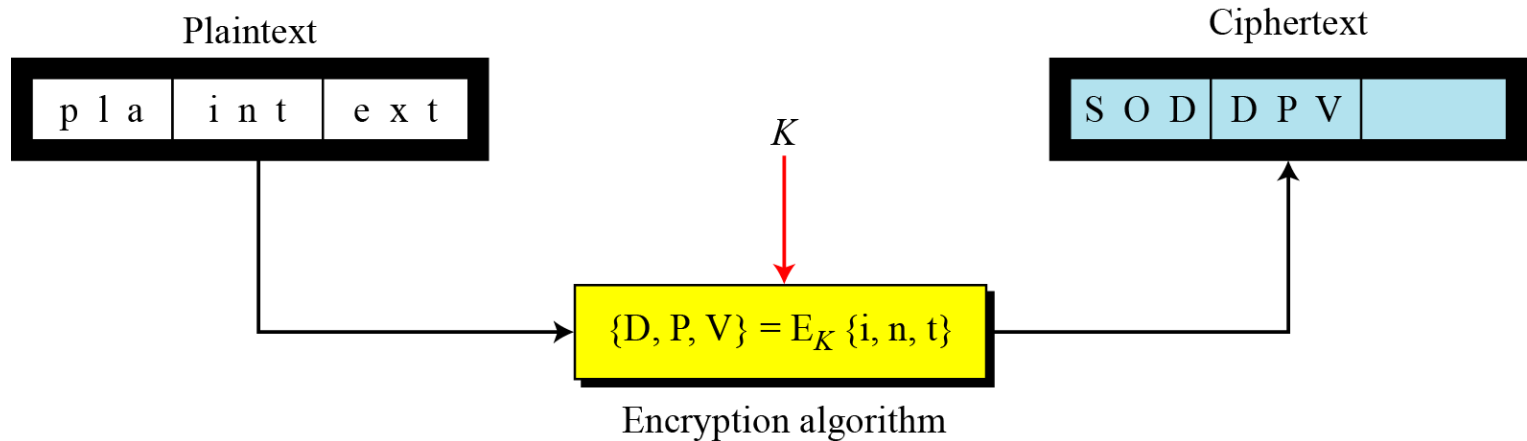 Plaintext
Ciphertext
p l a i n t e x t
S O D D P V
K
{D, P, V} = E_K {i, n, t}
Encryption algorithm